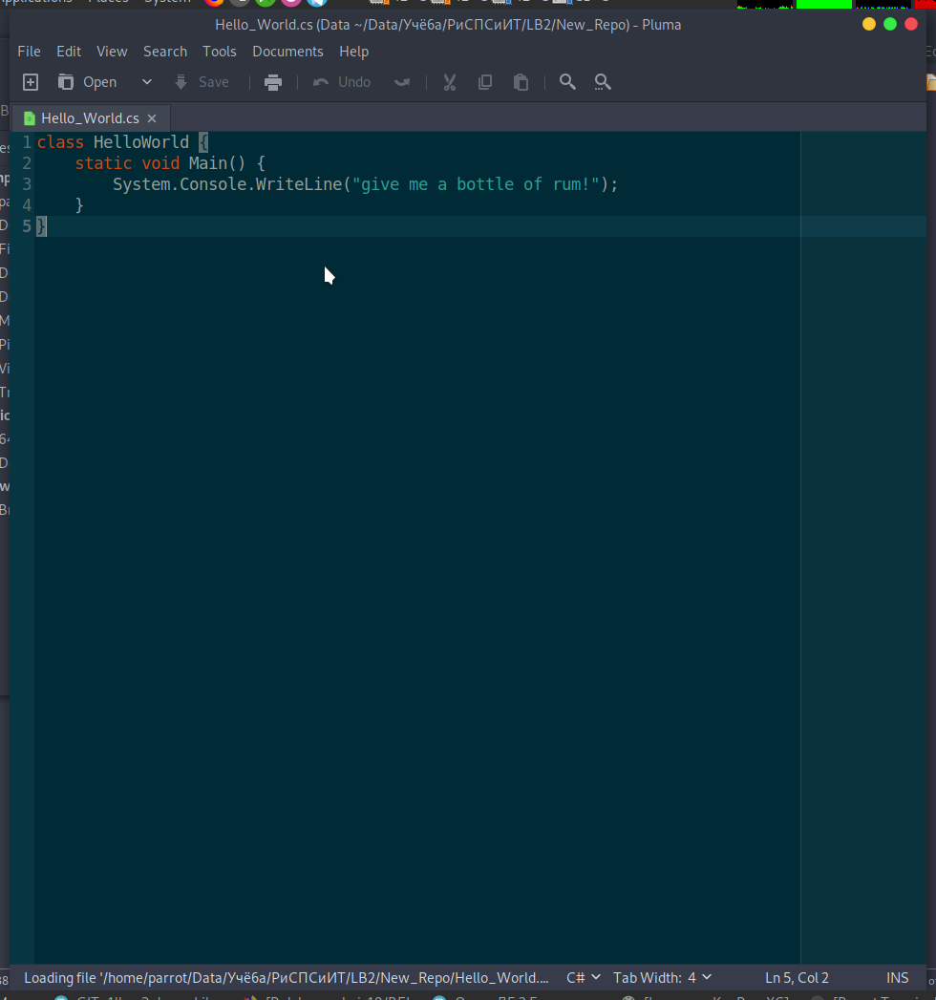 Hello_World.cs (Data ~/Data/Учёба/РиСПСиИТ/LB2/New_Repo) - Pluma
File Edit View Search Tools Documents Help
Open Save Undo
Hello_World.cs
1 class HelloWorld {
2     static void Main() {
3         System.Console.WriteLine("give me a bottle of rum!");
4     }
5 }
Loading file '/home/parrot/Data/Учёба/РиСПСиИТ/LB2/New_Repo/Hello_World.... C# Tab Width: 4 Ln 5, Col 2 INS